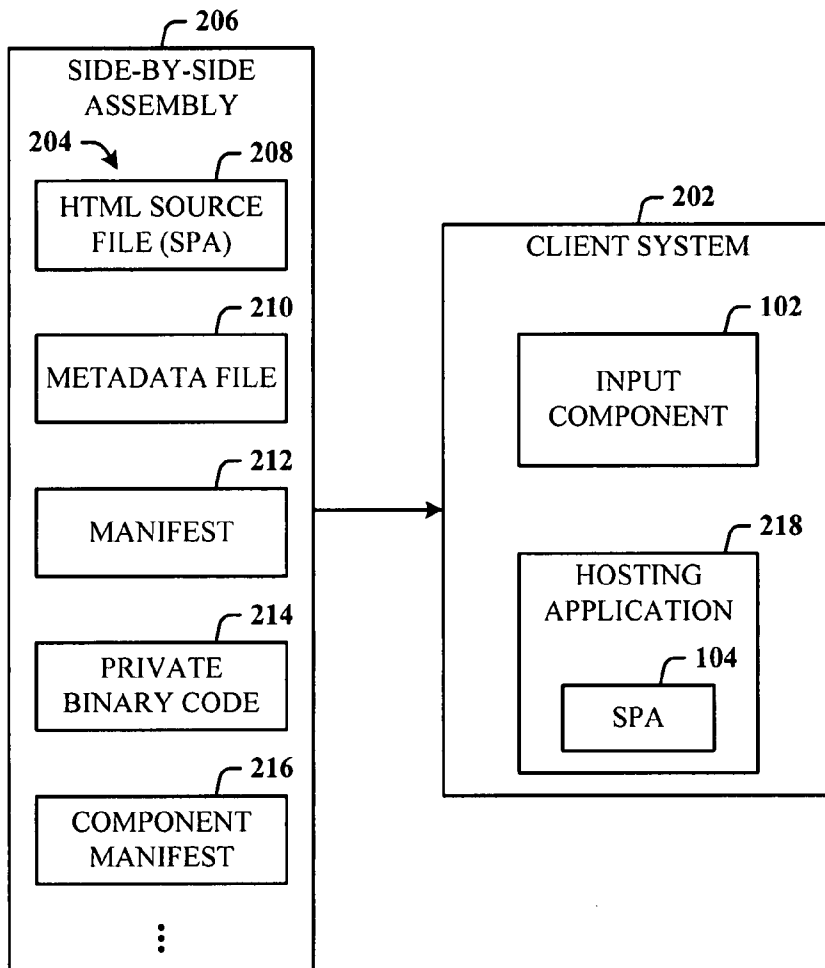 206
SIDE-BY-SIDE
ASSEMBLY
204
208
HTML SOURCE
FILE (SPA)
210
METADATA FILE
212
MANIFEST
214
PRIVATE
BINARY CODE
216
COMPONENT
MANIFEST
202
CLIENT SYSTEM
102
INPUT
COMPONENT
218
HOSTING
APPLICATION
104
SPA